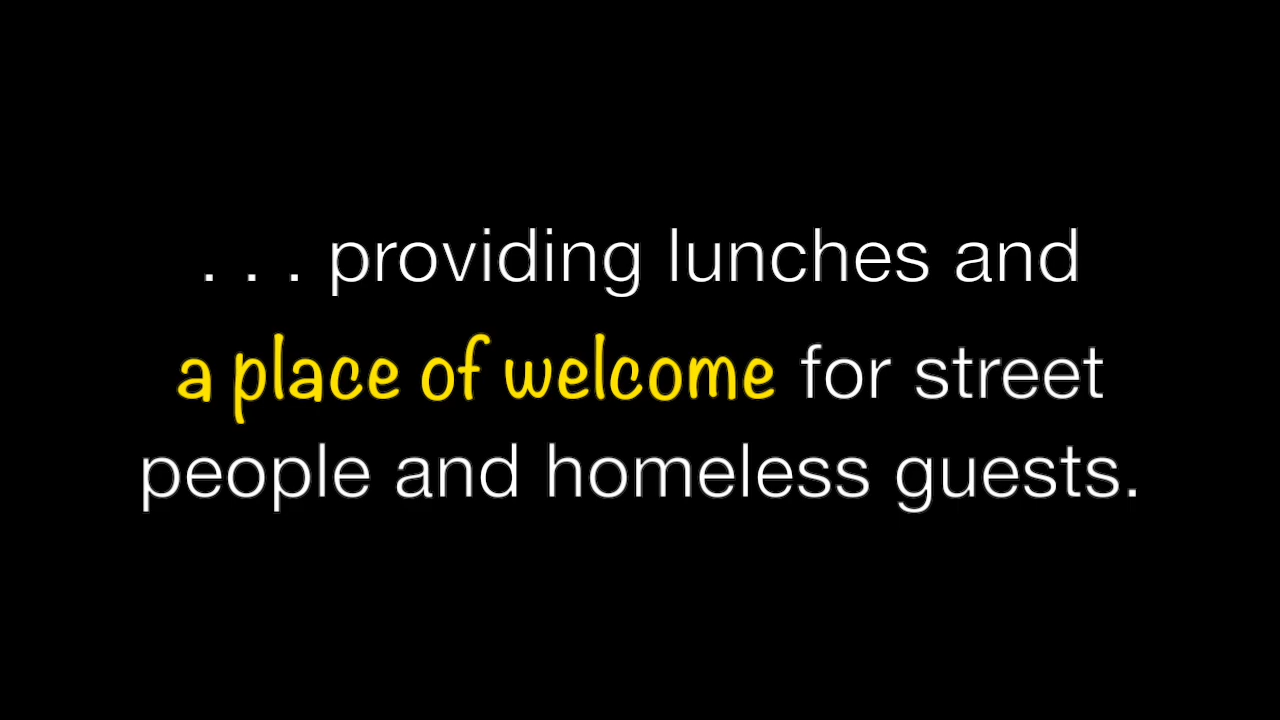 . . . providing lunches and
a place of welcome for street
people and homeless guests.